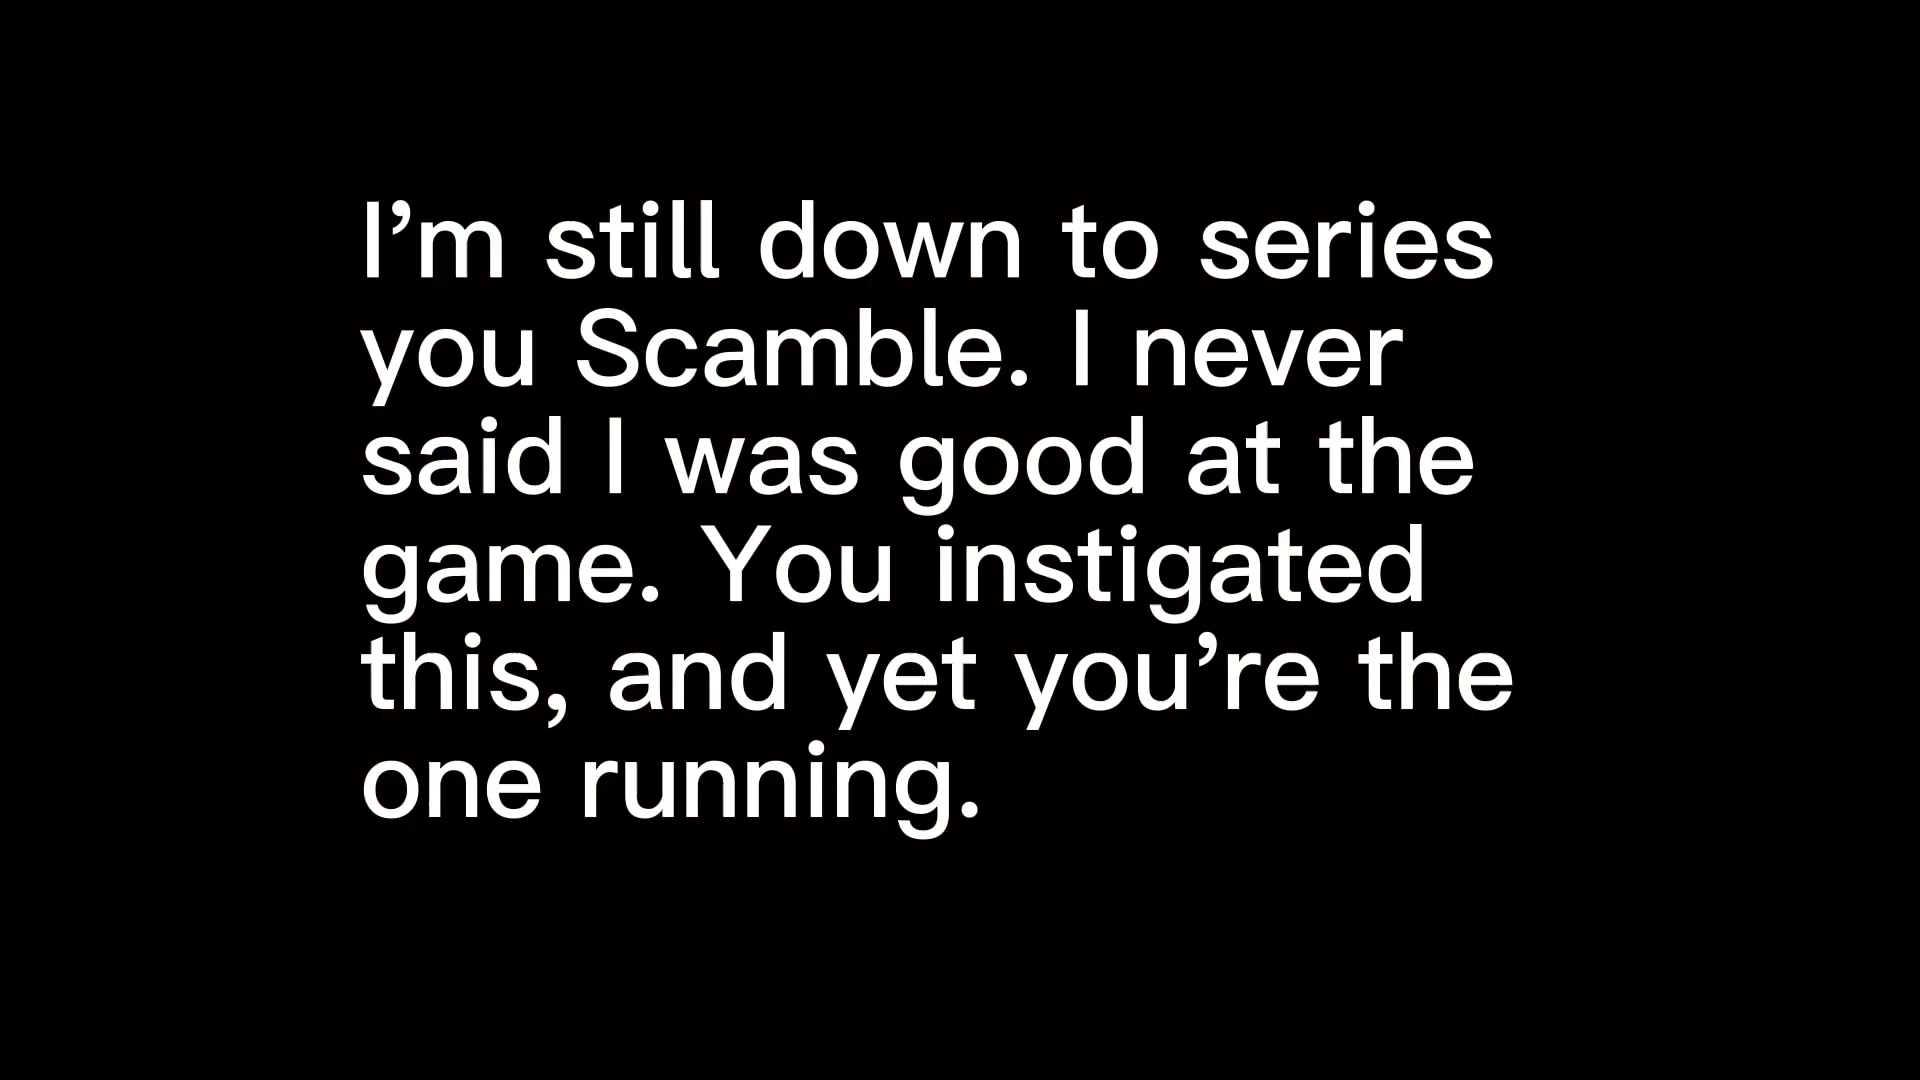 I’m still down to series
you Scamble. I never
said I was good at the
game. You instigated
this, and yet you’re the
one running.